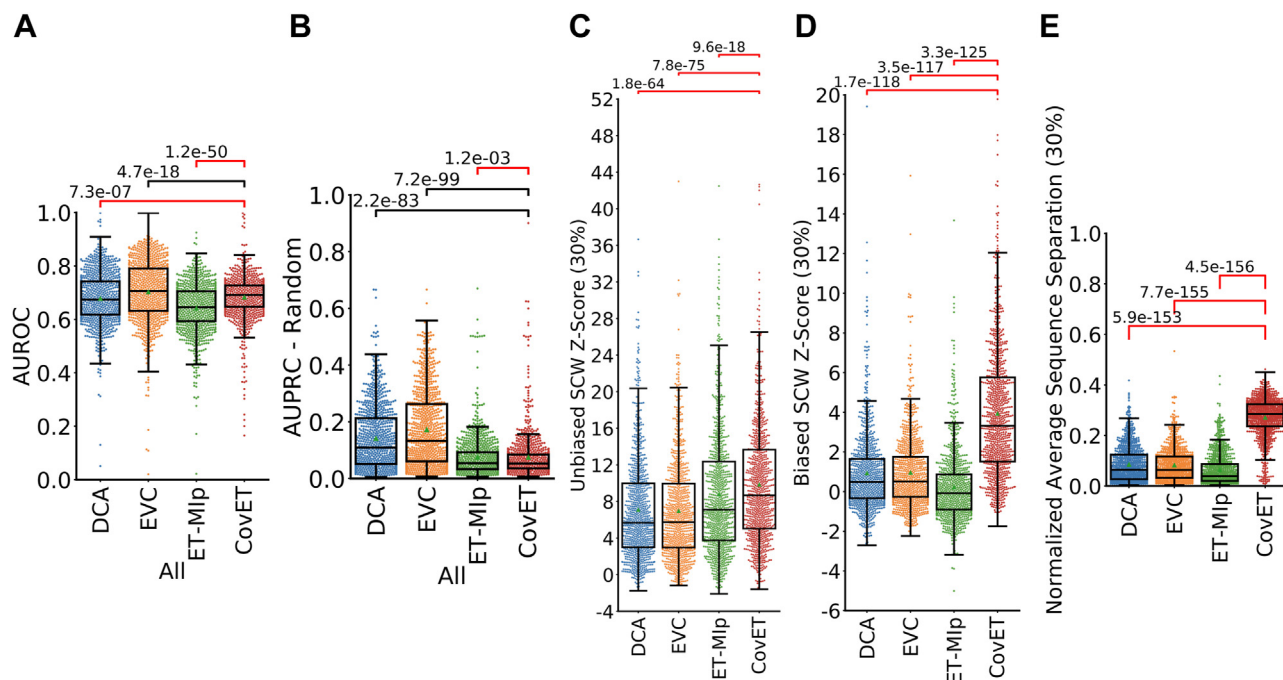 A
1.2e-50
4.7e-18
7.3e-07
1.0
0.8
0.6
0.4
0.2
0.0
AUROC
DCA
EVC
ET-MIp
CovET
All
B
1.2e-03
7.2e-99
2.2e-83
1.0
0.8
0.6
0.4
0.2
0.0
AUPRC - Random
DCA
EVC
ET-MIp
CovET
All
C
9.6e-18
7.8e-75
1.8e-64
52
48
44
40
36
32
28
24
20
16
12
8
4
0
-4
Unbiased SCW Z-Score (30%)
DCA
EVC
ET-MIp
CovET
D
3.3e-125
3.5e-117
1.7e-118
20
18
16
14
12
10
8
6
4
2
0
-2
-4
-6
Biased SCW Z-Score (30%)
DCA
EVC
ET-MIp
CovET
E
4.5e-156
7.7e-155
5.9e-153
1.0
0.8
0.6
0.4
0.2
0.0
Normalized Average Sequence Separation (30%)
DCA
EVC
ET-MIp
CovET